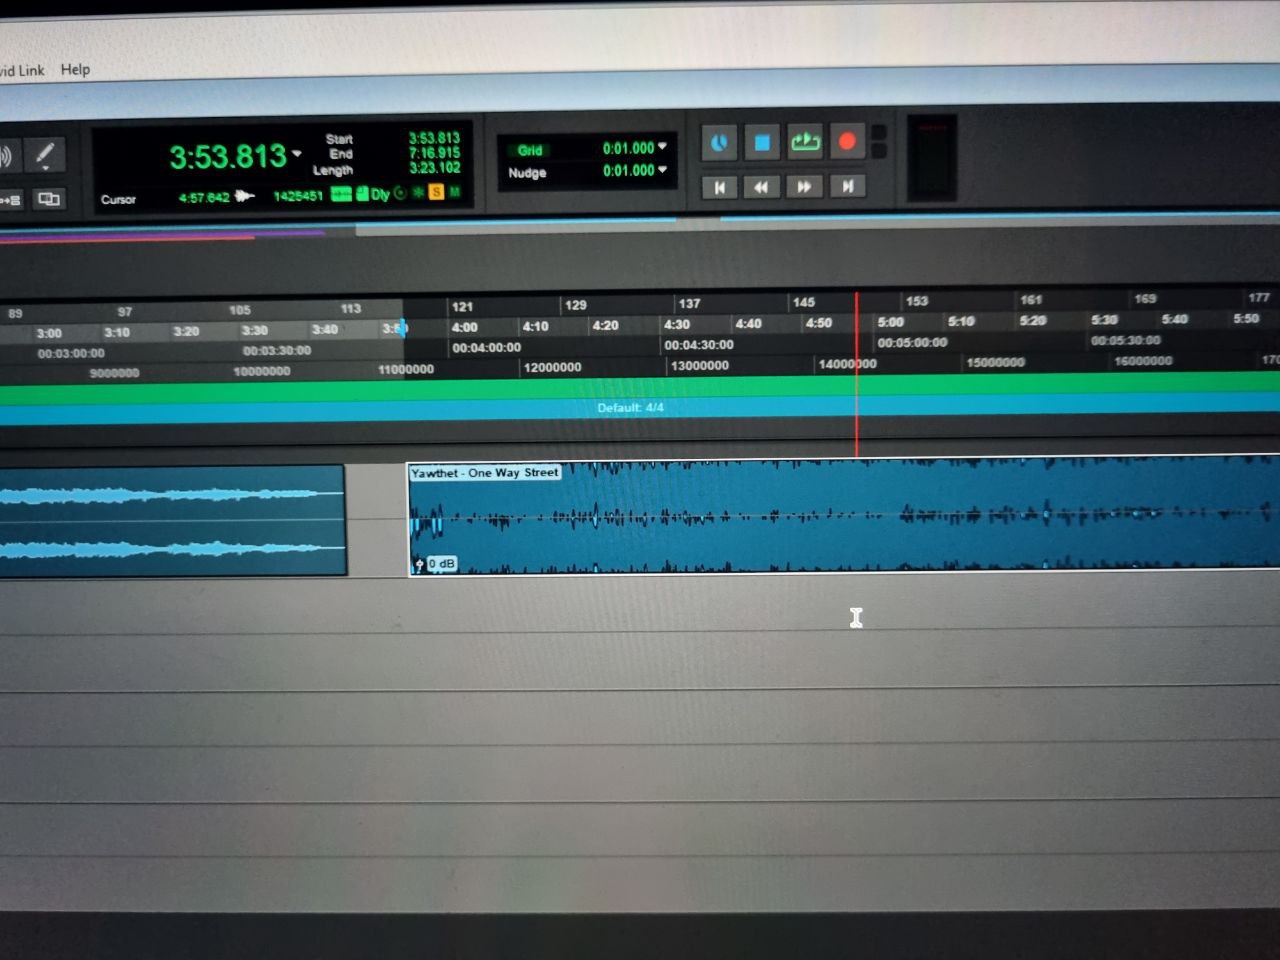 vid Link Help
3:53.813
Start 3:53.813
End 7:16.915
Length 3:23.102
Cursor 4:57.642 1425451 Dly S M
Grid 0:01.000
Nudge 0:01.000
89 97 105 113 121 129 137 145 153 161 169 177
3:00 3:10 3:20 3:30 3:40 3:50 4:00 4:10 4:20 4:30 4:40 4:50 5:00 5:10 5:20 5:30 5:40 5:50
00:03:00:00 00:03:30:00 00:04:00:00 00:04:30:00 00:05:00:00 00:05:30:00
9000000 10000000 11000000 12000000 13000000 14000000 15000000 16000000
Default: 4/4
Yawthet - One Way Street
0 dB